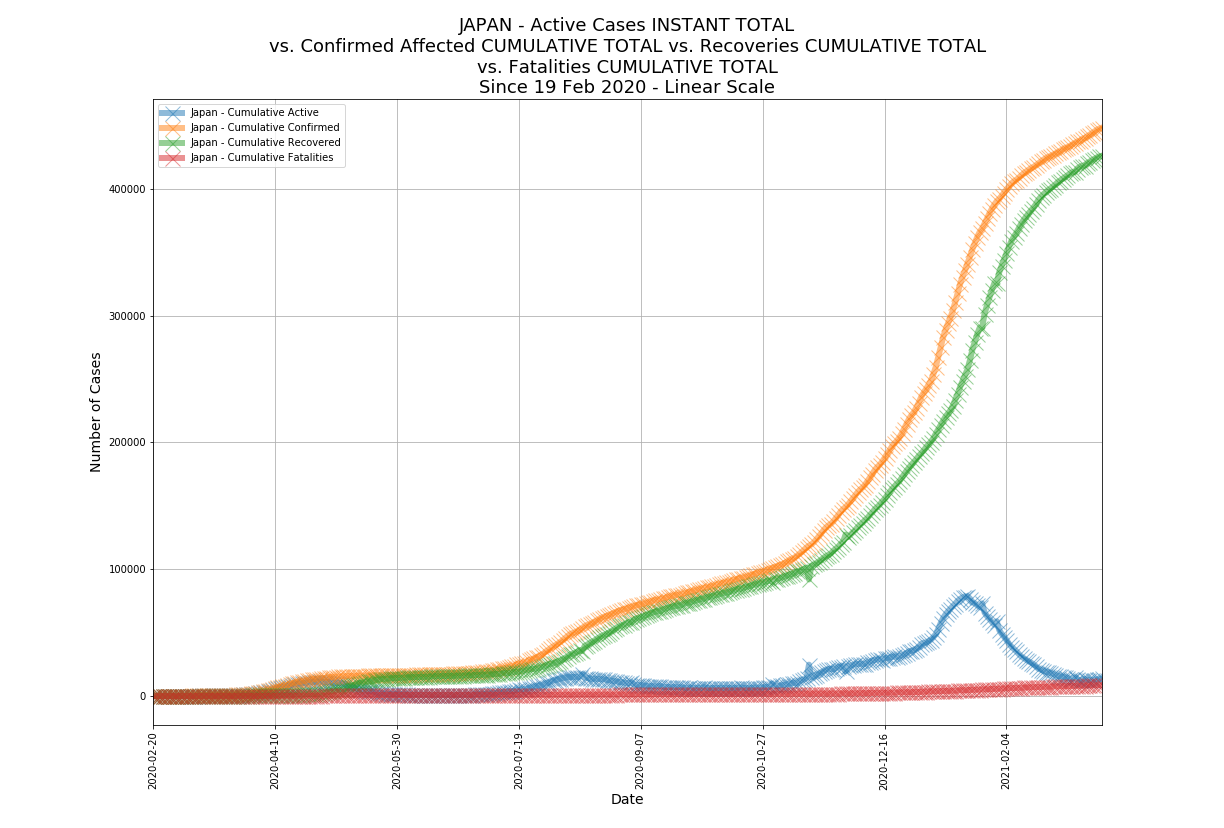 JAPAN - Active Cases INSTANT TOTAL
vs. Confirmed Affected CUMULATIVE TOTAL vs. Recoveries CUMULATIVE TOTAL
vs. Fatalities CUMULATIVE TOTAL
Since 19 Feb 2020 - Linear Scale
Japan - Cumulative Active
Japan - Cumulative Confirmed
Japan - Cumulative Recovered
Japan - Cumulative Fatalities
Number of Cases
400000
300000
200000
100000
0
2020-02-20
2020-04-10
2020-05-30
2020-07-19
2020-09-07
2020-10-27
2020-12-16
2021-02-04
Date